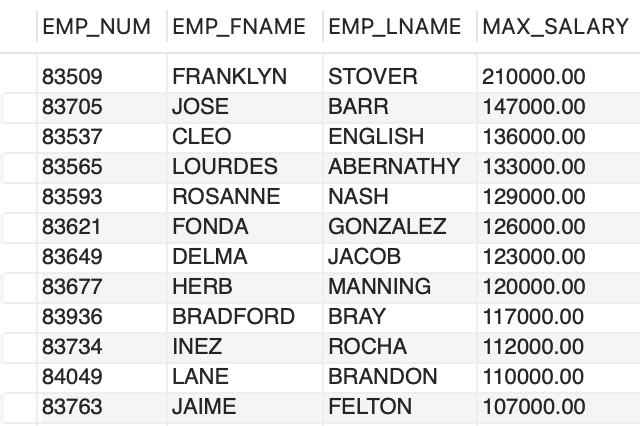 EMP_NUM EMP_FNAME EMP_LNAME MAX_SALARY
83509 FRANKLYN STOVER 210000.00
83705 JOSE BARR 147000.00
83537 CLEO ENGLISH 136000.00
83565 LOURDES ABERNATHY 133000.00
83593 ROSANNE NASH 129000.00
83621 FONDA GONZALEZ 126000.00
83649 DELMA JACOB 123000.00
83677 HERB MANNING 120000.00
83936 BRADFORD BRAY 117000.00
83734 INEZ ROCHA 112000.00
84049 LANE BRANDON 110000.00
83763 JAIME FELTON 107000.00